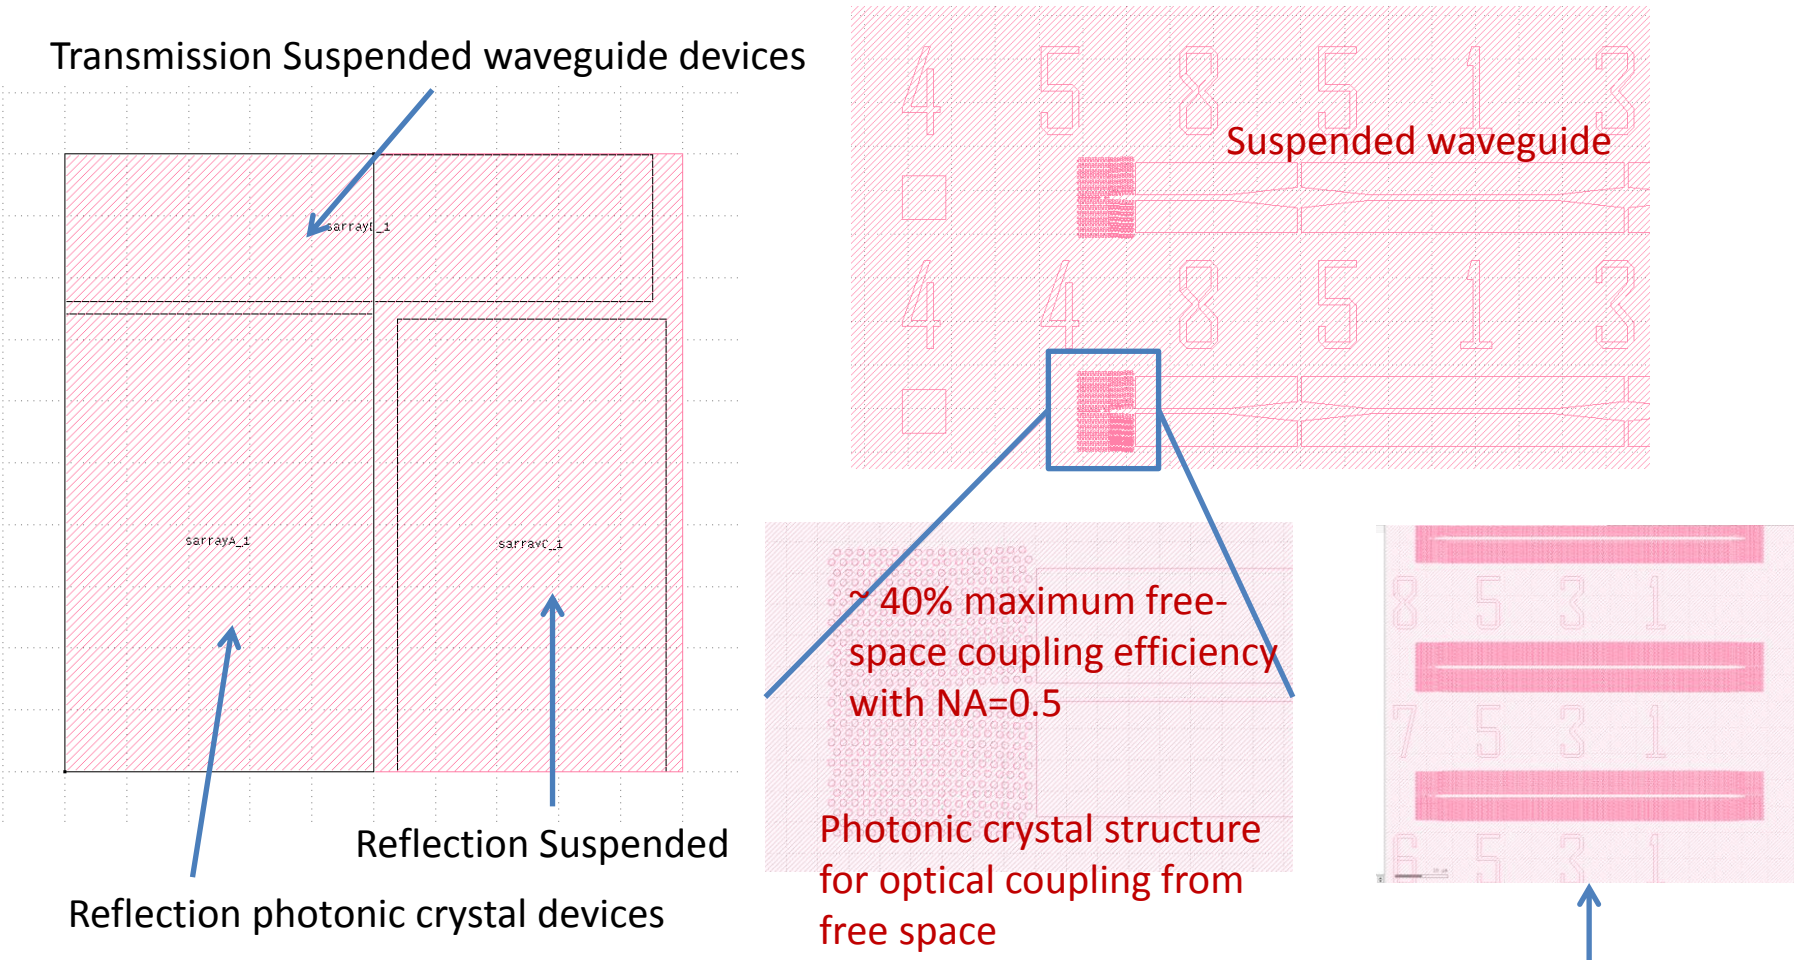 Transmission Suspended waveguide devices
sarrayA_1
Reflection Suspended
Reflection photonic crystal devices
4 5 8 5 1 3
Suspended waveguide
4 4 8 5 1 3
~ 40% maximum free-
space coupling efficiency
with NA=0.5
Photonic crystal structure
for optical coupling from
free space
8 5 3 1
7 5 3 1
6 5 3 1